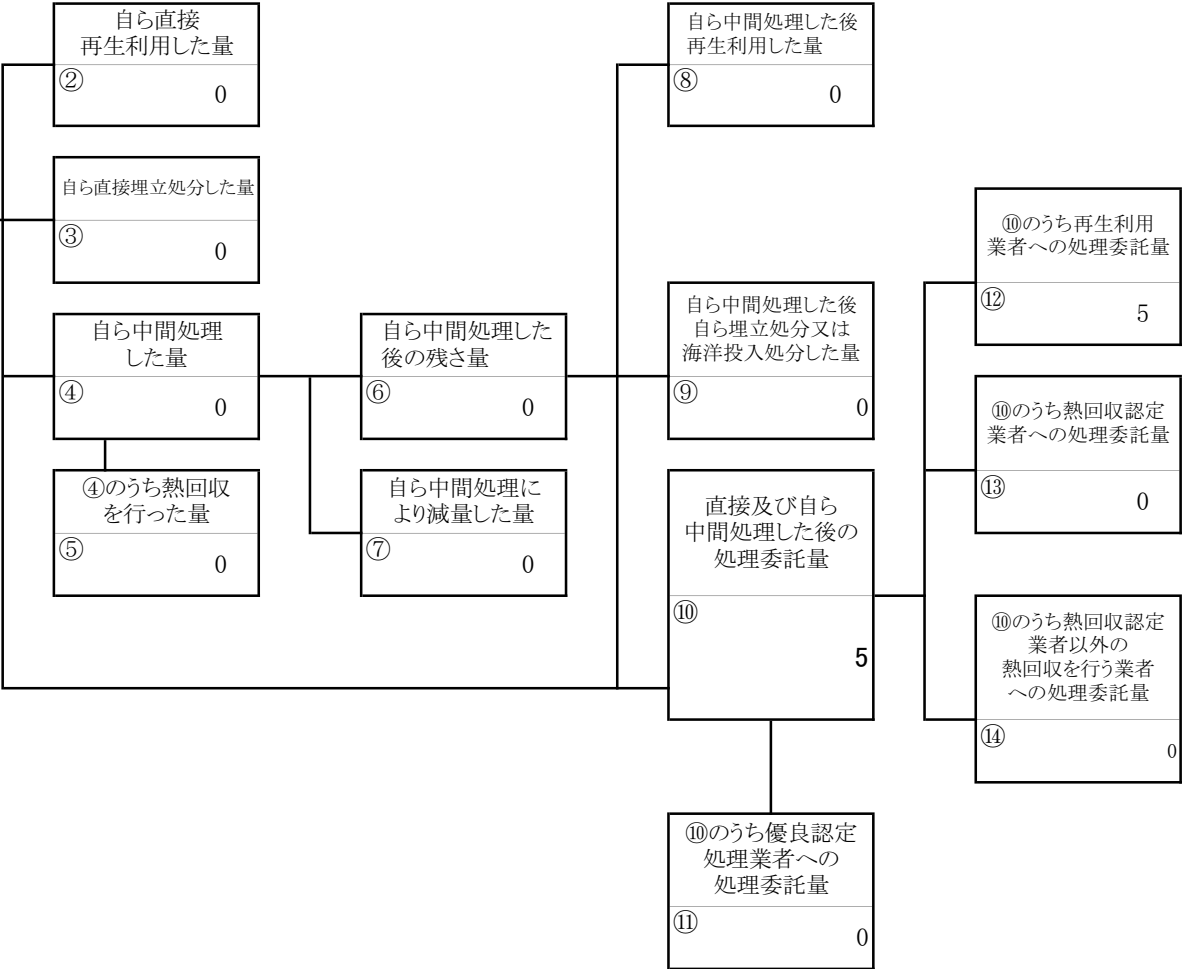 自ら直接
再生利用した量
②
0
自ら直接埋立処分した量
③
0
自ら中間処理
した量
④
0
④のうち熱回収
を行った量
⑤
0
自ら中間処理した
後の残さ量
⑥
0
自ら中間処理に
より減量した量
⑦
0
自ら中間処理した後
再生利用した量
⑧
0
自ら中間処理した後
自ら埋立処分又は
海洋投入処分した量
⑨
0
直接及び自ら
中間処理した後の
処理委託量
⑩
5
⑩のうち優良認定
処理業者への
処理委託量
⑪
0
⑩のうち再生利用
業者への処理委託量
⑫
5
⑩のうち熱回収認定
業者への処理委託量
⑬
0
⑩のうち熱回収認定
業者以外の
熱回収を行う業者
への処理委託量
⑭
0